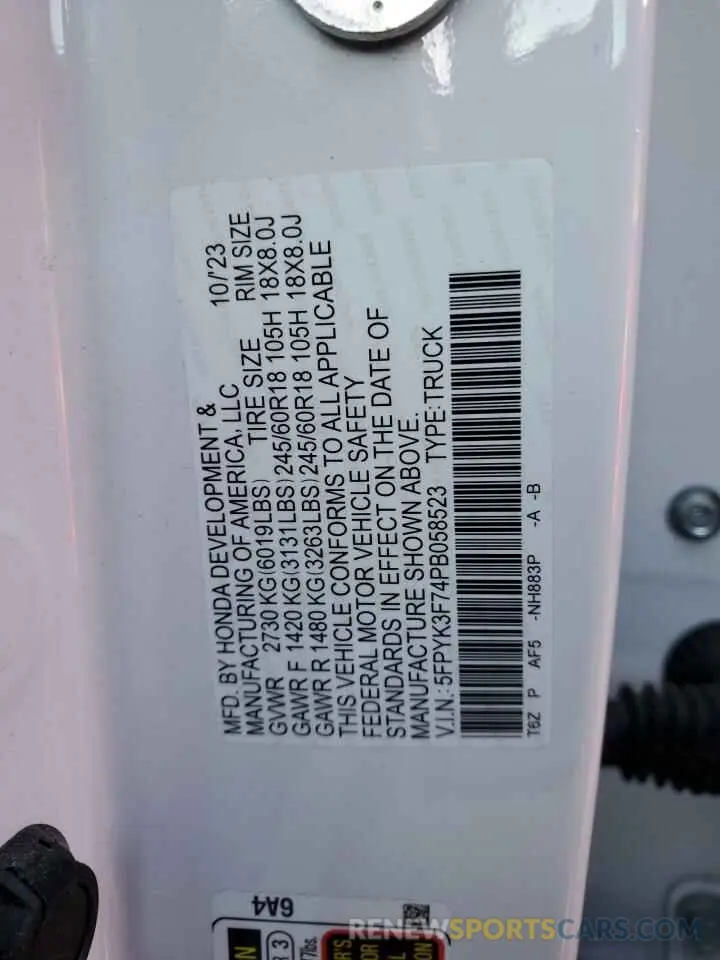 MFD. BY HONDA DEVELOPMENT & 10/'23
MANUFACTURING OF AMERICA, LLC
TIRE SIZE RIM SIZE
GVWR 2730 KG(6019LBS)
GAWR F 1420 KG(3131LBS) 245/60R18 105H 18X8.0J
GAWR R 1480 KG(3263LBS) 245/60R18 105H 18X8.0J
THIS VEHICLE CONFORMS TO ALL APPLICABLE
FEDERAL MOTOR VEHICLE SAFETY
STANDARDS IN EFFECT ON THE DATE OF
MANUFACTURE SHOWN ABOVE.
V.I.N.: 5FPYK3F74PB058523 TYPE:TRUCK
T6Z P AF5 -NH883P -A -B
6A4
RENEWSPORTSCARS.COM